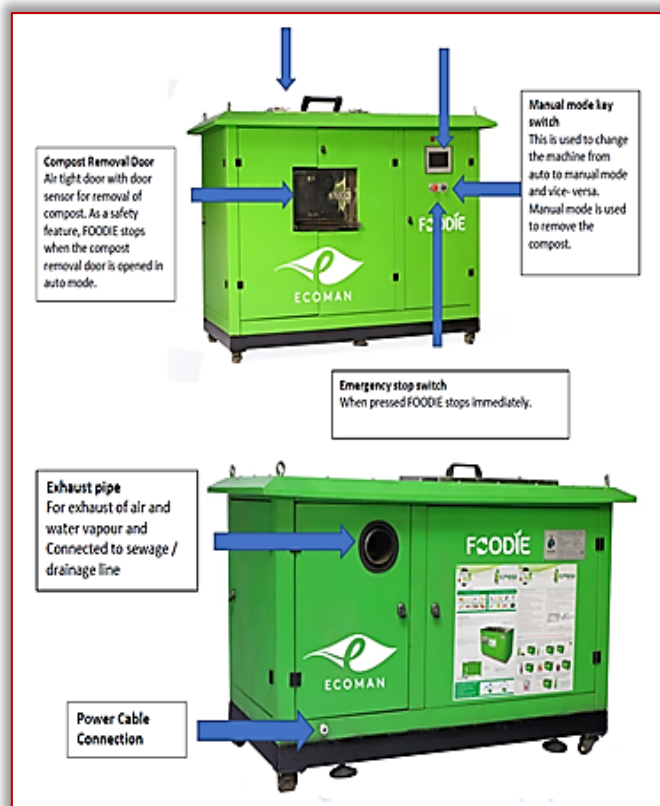 Compost Removal Door
Air tight door with door
sensor for removal of
compost. As a safety
feature, FOODIE stops
when the compost
removal door is opened in
auto mode.
Manual mode key
switch
This is used to change
the machine from
auto to manual mode
and vice- versa.
Manual mode is used
to remove the
compost.
FOODIE
ECOMAN
Emergency stop switch
When pressed FOODIE stops immediately.
Exhaust pipe
For exhaust of air and
water vapour and
Connected to sewage /
drainage line
FOODIE
ECOMAN
Power Cable
Connection